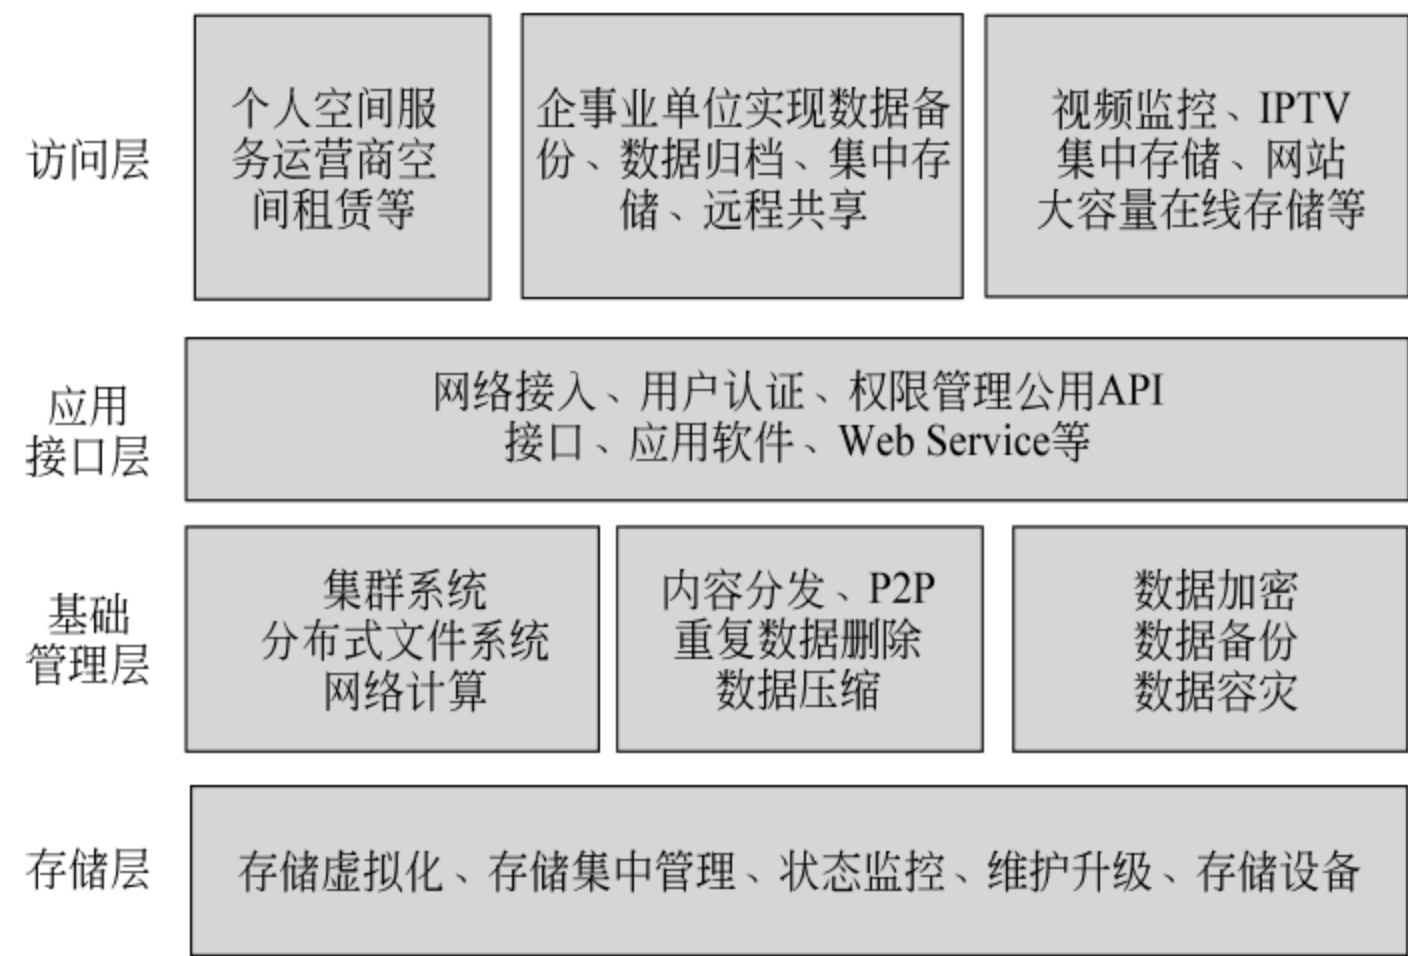 访问层
个人空间服
务运营商空
间租赁等
企事业单位实现数据备
份、数据归档、集中存
储、远程共享
视频监控、IPTV
集中存储、网站
大容量在线存储等
应用
接口层
网络接入、用户认证、权限管理公用API
接口、应用软件、Web Service等
基础
管理层
集群系统
分布式文件系统
网络计算
内容分发、P2P
重复数据删除
数据压缩
数据加密
数据备份
数据容灾
存储层
存储虚拟化、存储集中管理、状态监控、维护升级、存储设备